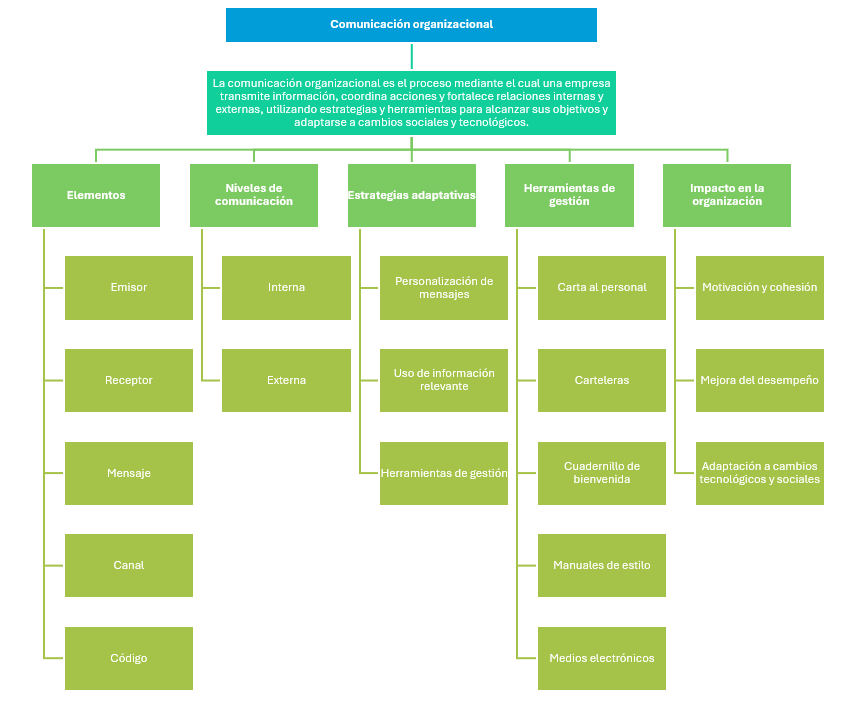 Comunicación organizacional
La comunicación organizacional es el proceso mediante el cual una empresa
transmite información, coordina acciones y fortalece relaciones internas y
externas, utilizando estrategias y herramientas para alcanzar sus objetivos y
adaptarse a cambios sociales y tecnológicos.
Elementos
Emisor
Receptor
Mensaje
Canal
Código
Niveles de
comunicación
Interna
Externa
Estrategias adaptativas
Personalización de
mensajes
Uso de información
relevante
Herramientas de gestión
Herramientas de
gestión
Carta al personal
Carteleras
Cuadernillo de
bienvenida
Manuales de estilo
Medios electrónicos
Impacto en la
organización
Motivación y cohesión
Mejora del desempeño
Adaptación a cambios
tecnológicos y sociales